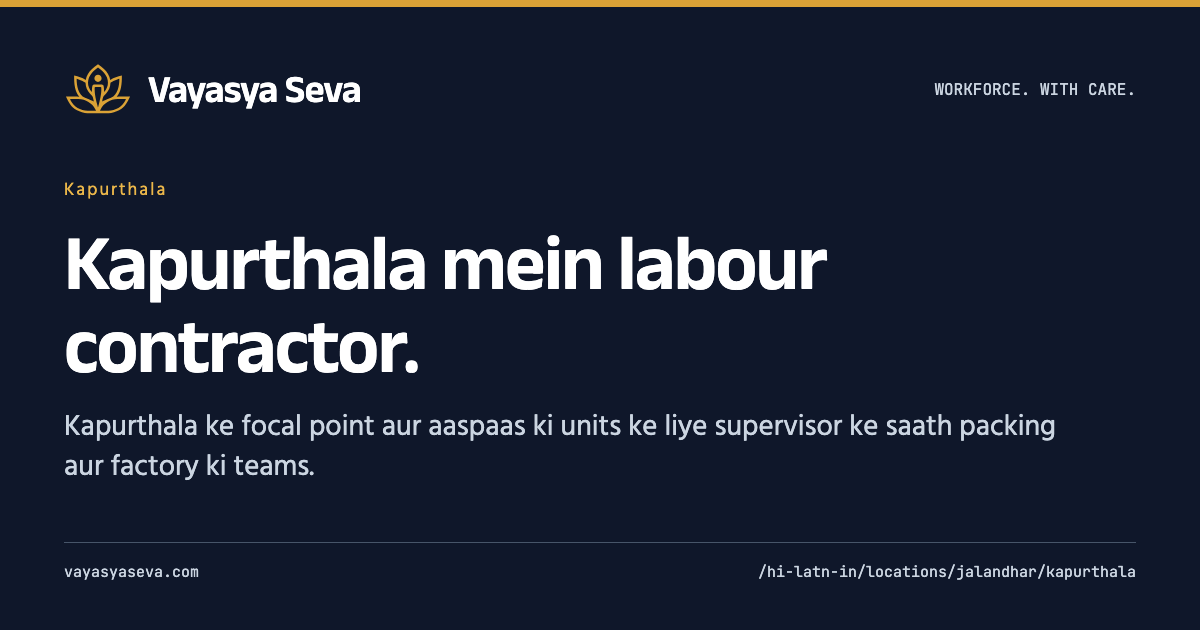 Vayasya Seva
WORKFORCE. WITH CARE.
Kapurthala
Kapurthala mein labour
contractor.
Kapurthala ke focal point aur aaspaas ki units ke liye supervisor ke saath packing
aur factory ki teams.
vayasyaseva.com
/hi-latn-in/locations/jalandhar/kapurthala